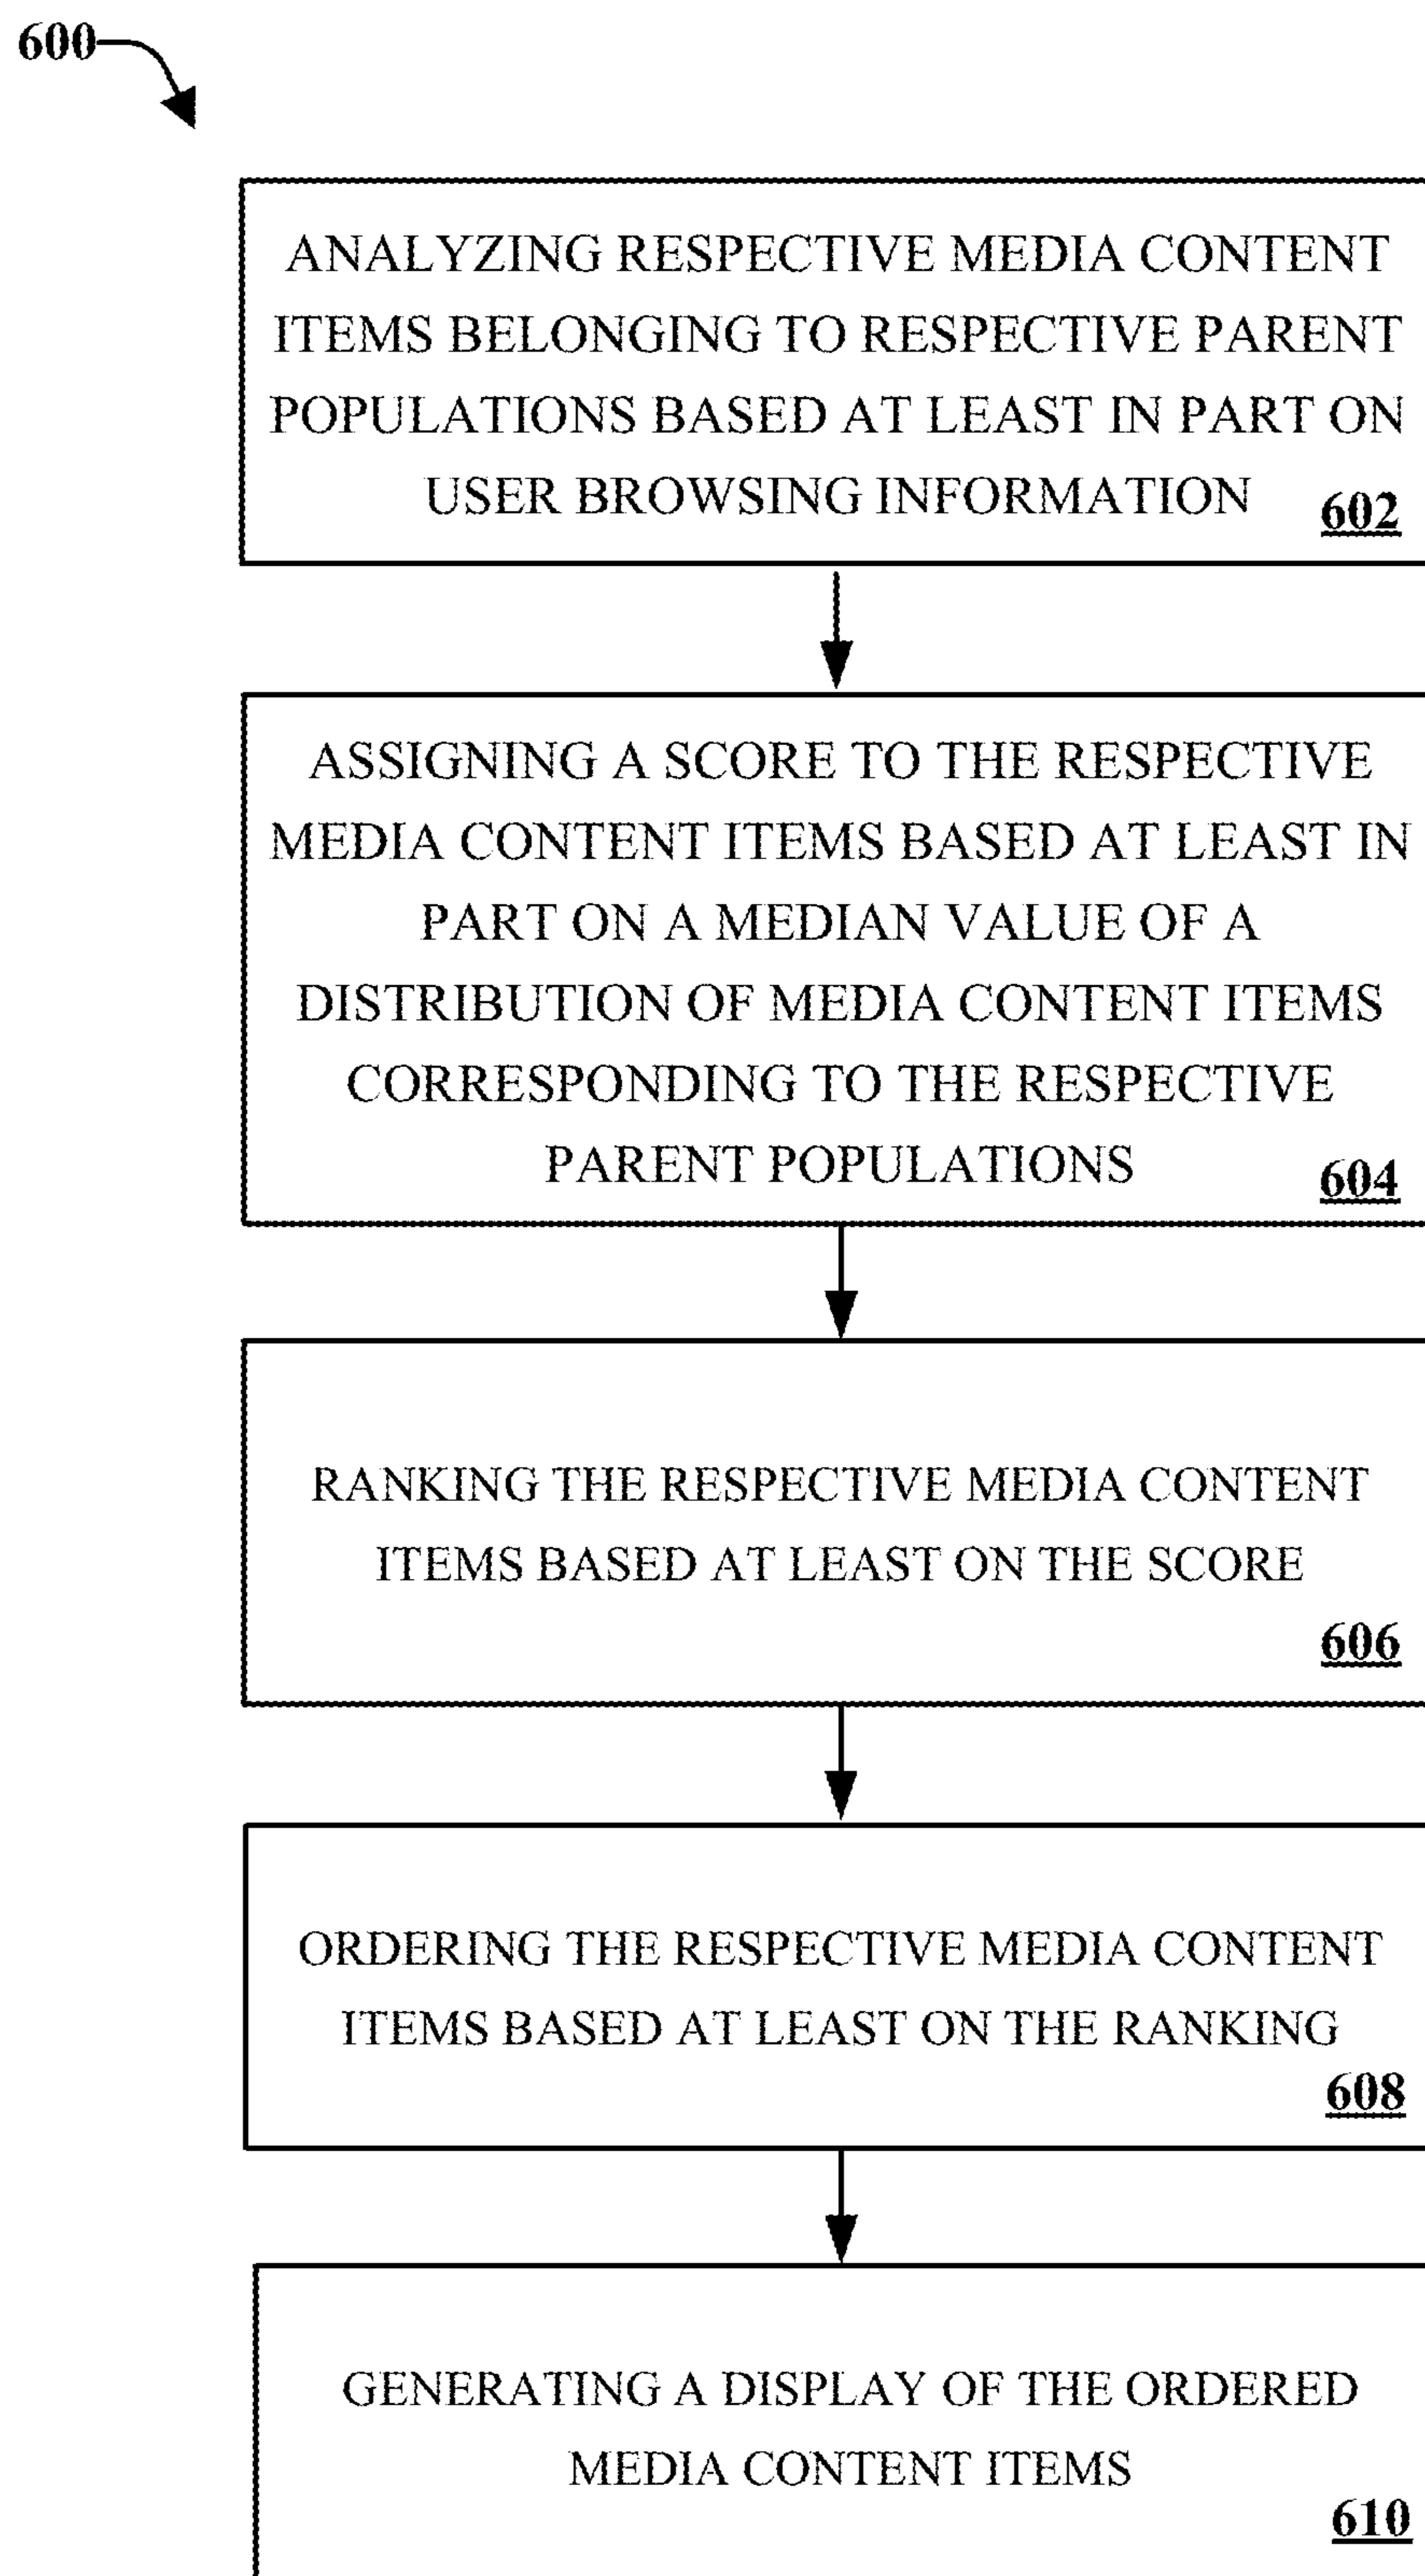 600
ANALYZING RESPECTIVE MEDIA CONTENT
ITEMS BELONGING TO RESPECTIVE PARENT
POPULATIONS BASED AT LEAST IN PART ON
USER BROWSING INFORMATION
602
ASSIGNING A SCORE TO THE RESPECTIVE
MEDIA CONTENT ITEMS BASED AT LEAST IN
PART ON A MEDIAN VALUE OF A
DISTRIBUTION OF MEDIA CONTENT ITEMS
CORRESPONDING TO THE RESPECTIVE
PARENT POPULATIONS
604
RANKING THE RESPECTIVE MEDIA CONTENT
ITEMS BASED AT LEAST ON THE SCORE
606
ORDERING THE RESPECTIVE MEDIA CONTENT
ITEMS BASED AT LEAST ON THE RANKING
608
GENERATING A DISPLAY OF THE ORDERED
MEDIA CONTENT ITEMS
610